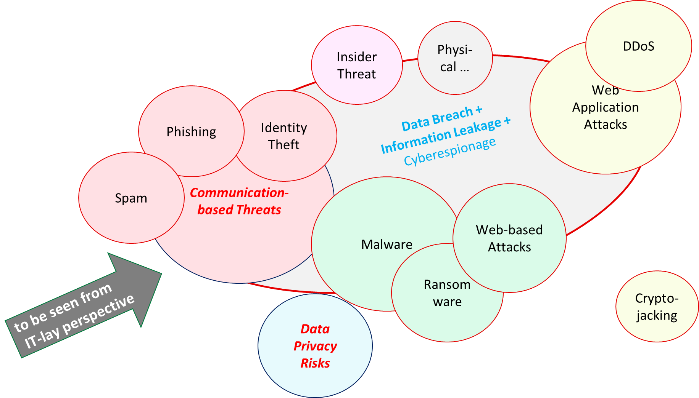 Insider
Threat
Physi-
cal ...
DDoS
Web
Application
Attacks
Phishing
Identity
Theft
Data Breach +
Information Leakage +
Cyberespionage
Spam
Communication-
based Threats
Malware
Web-based
Attacks
Ransom
ware
to be seen from
IT-lay perspective
Data
Privacy
Risks
Crypto-
jacking